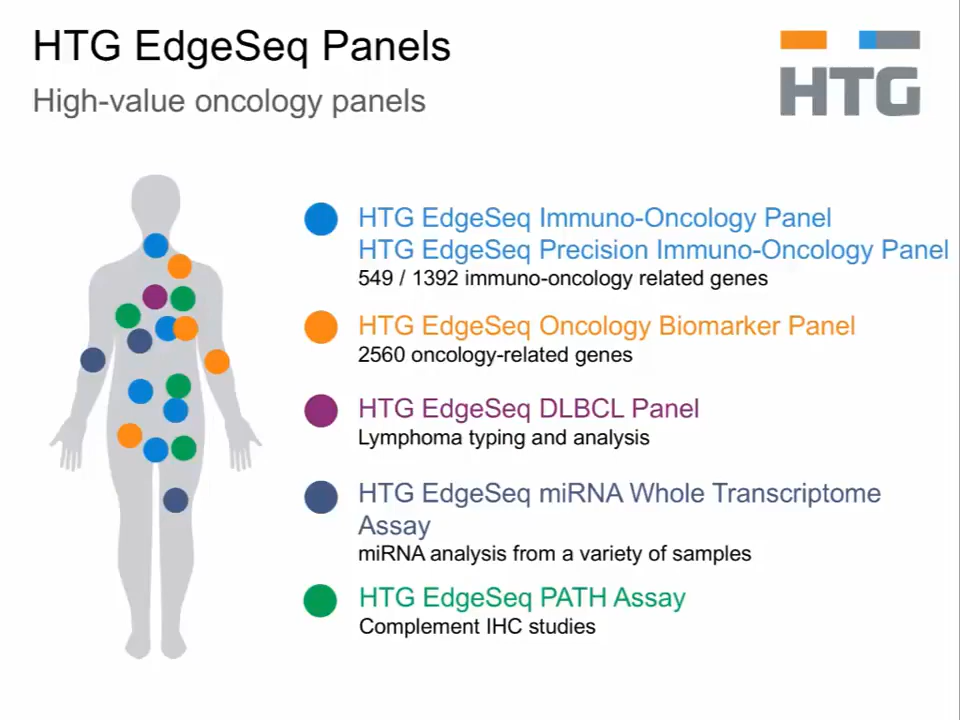 HTG EdgeSeq Panels
High-value oncology panels
HTG
HTG EdgeSeq Immuno-Oncology Panel
HTG EdgeSeq Precision Immuno-Oncology Panel
549 / 1392 immuno-oncology related genes
HTG EdgeSeq Oncology Biomarker Panel
2560 oncology-related genes
HTG EdgeSeq DLBCL Panel
Lymphoma typing and analysis
HTG EdgeSeq miRNA Whole Transcriptome
Assay
miRNA analysis from a variety of samples
HTG EdgeSeq PATH Assay
Complement IHC studies